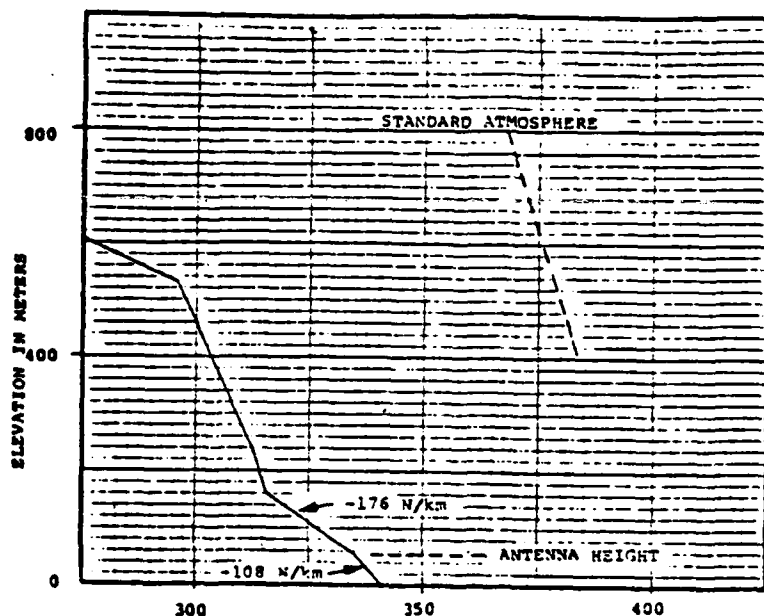 800
STANDARD ATMOSPHERE
ELEVATION IN METERS
400
-176 N/km
ANTENNA HEIGHT
-108 N/km
0
300
350
400